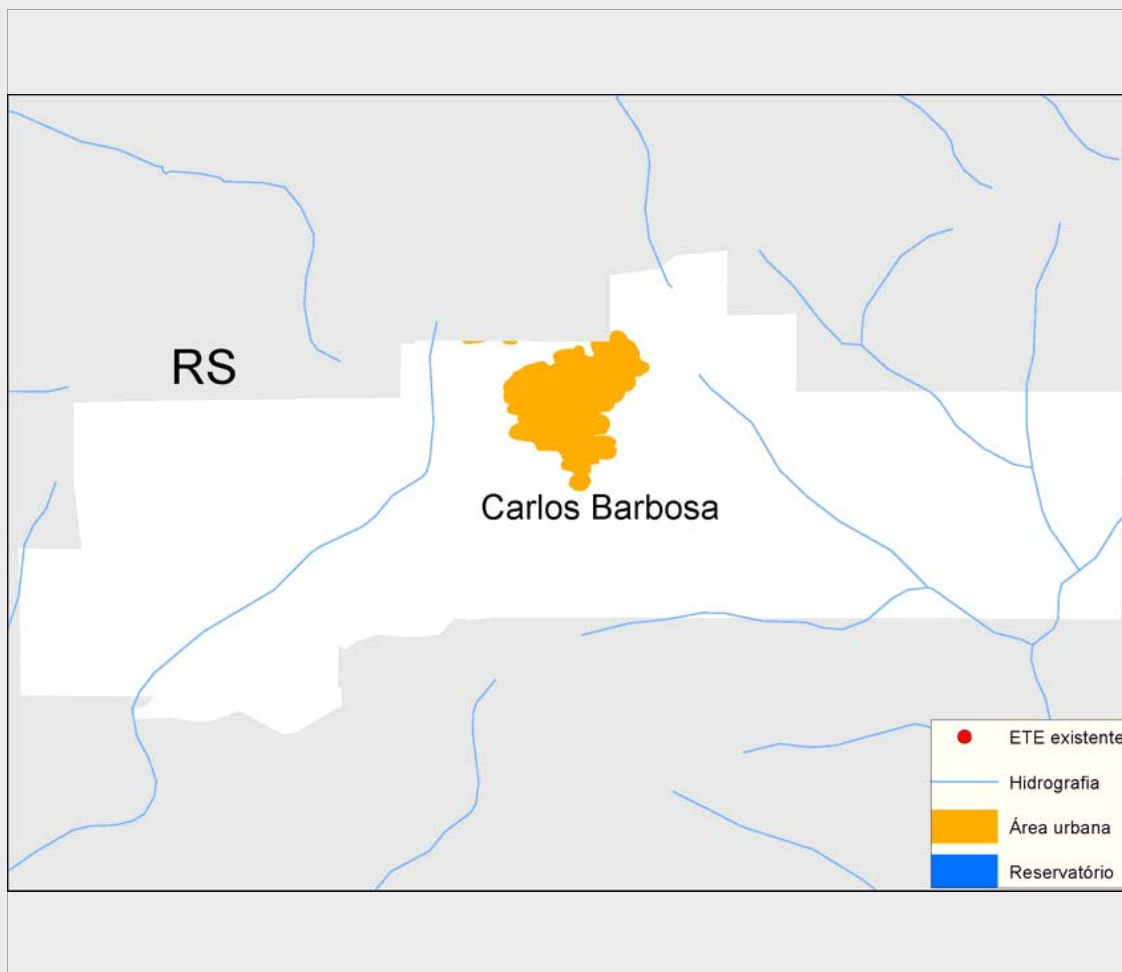 RS
Carlos Barbosa
ETE existente
Hidrografia
Área urbana
Reservatório